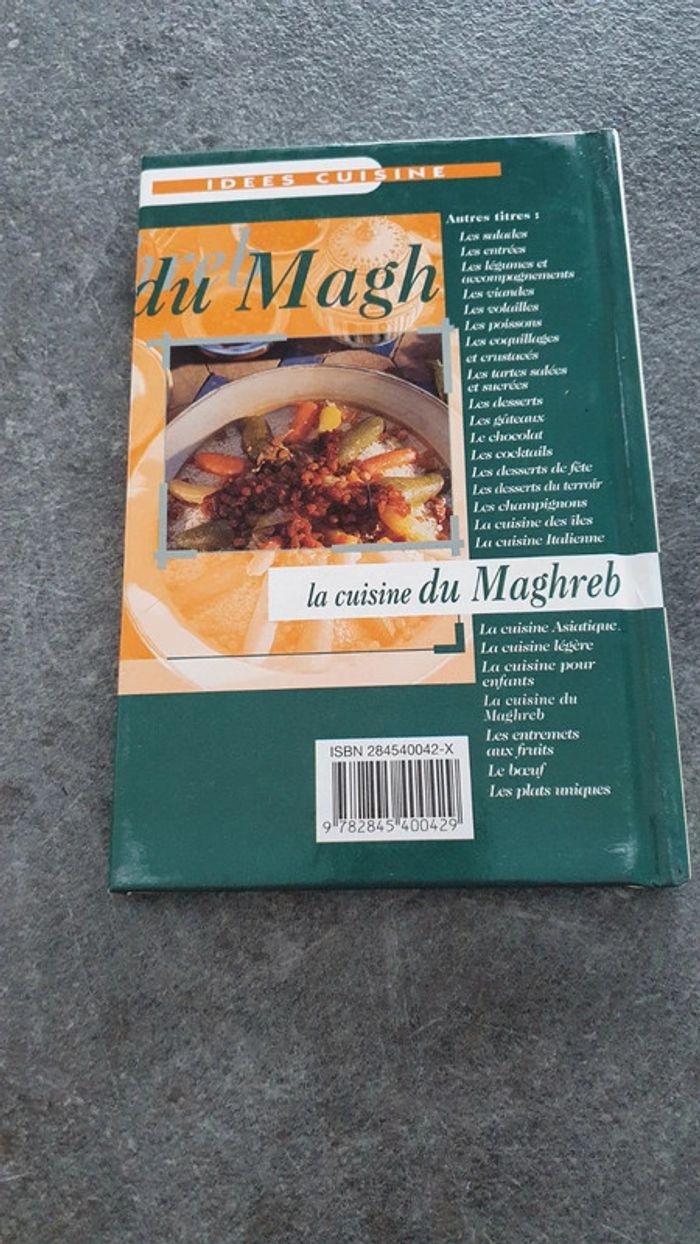 IDEES CUISINE
du Magh
Autres titres :
Les salades
Les entrées
Les légumes et
accompagnements
Les viandes
Les volailles
Les poissons
Les coquillages
et crustacés
Les tartes salées
et sucrées
Les desserts
Les gâteaux
Le chocolat
Les cocktails
Les desserts de fête
Les desserts du terroir
Les champignons
La cuisine des îles
La cuisine Italienne
la cuisine du Maghreb
La cuisine Asiatique.
La cuisine légère
La cuisine pour
enfants
La cuisine du
Maghreb
Les entremets
aux fruits
Le bœuf
Les plats uniques
ISBN 284540042-X
9 782845 400429